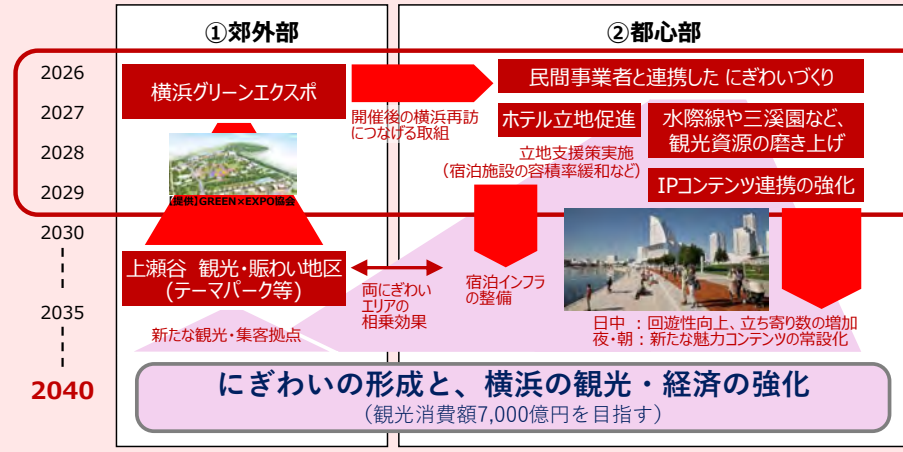 ①郊外部
②都心部
2026
2027
2028
2029
2030
2035
2040
横浜グリーンエクスポ
開催後の横浜再訪
につなげる取組
【提供】GREEN×EXPO協会
上瀬谷 観光・賑わい地区
(テーマパーク等)
新たな観光・集客拠点
両にぎわい
エリアの
相乗効果
民間事業者と連携した にぎわいづくり
ホテル立地促進
立地支援策実施
(宿泊施設の容積率緩和など)
水際線や三溪園など、
観光資源の磨き上げ
IPコンテンツ連携の強化
宿泊インフラ
の整備
日中 : 回遊性向上、立ち寄り数の増加
夜・朝 : 新たな魅力コンテンツの常設化
にぎわいの形成と、横浜の観光・経済の強化
(観光消費額7,000億円を目指す)